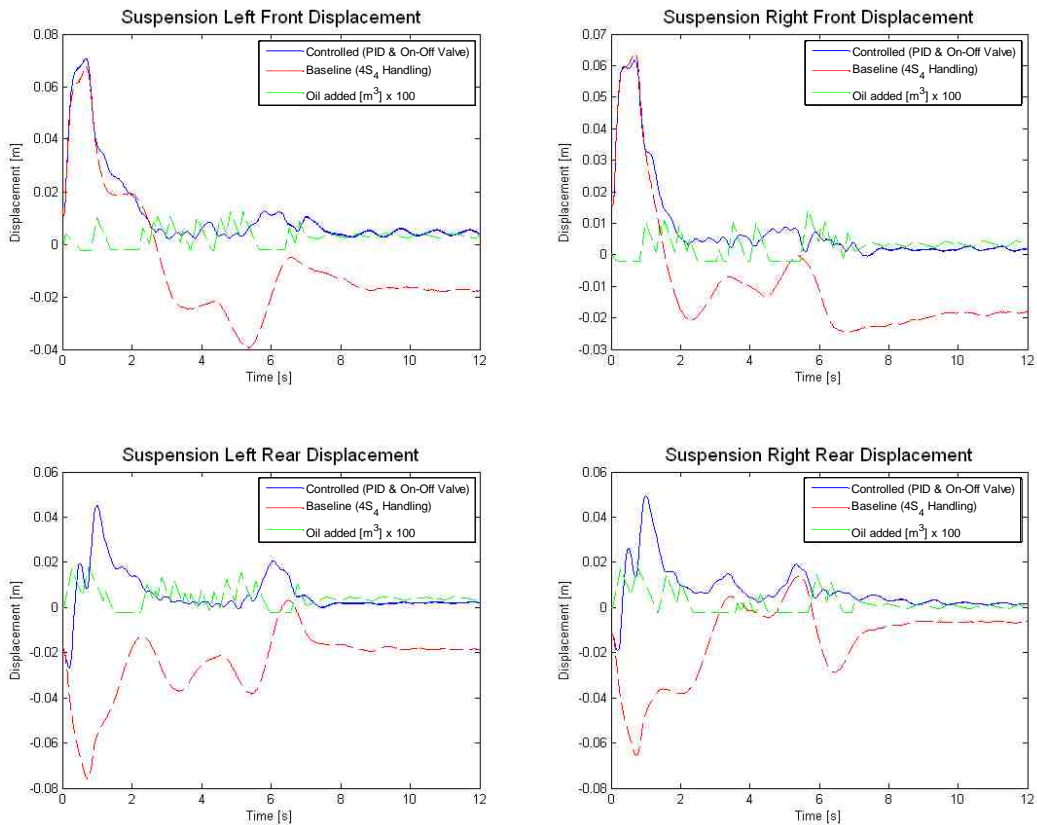 Suspension Left Front Displacement
0.08
0.06
0.04
0.02
0
-0.02
-0.04
Displacement [m]
Controlled (PID & On-Off Valve)
Baseline (4S4 Handling)
Oil added [m3] x 100
0 2 4 6 8 10 12
Time [s]
Suspension Right Front Displacement
0.07
0.06
0.05
0.04
0.03
0.02
0.01
0
-0.01
-0.02
-0.03
Displacement [m]
Controlled (PID & On-Off Valve)
Baseline (4S4 Handling)
Oil added [m3] x 100
0 2 4 6 8 10 12
Time [s]
Suspension Left Rear Displacement
0.06
0.04
0.02
0
-0.02
-0.04
-0.06
-0.08
Displacement [m]
Controlled (PID & On-Off Valve)
Baseline (4S4 Handling)
Oil added [m3] x 100
0 2 4 6 8 10 12
Time [s]
Suspension Right Rear Displacement
0.06
0.04
0.02
0
-0.02
-0.04
-0.06
-0.08
Displacement [m]
Controlled (PID & On-Off Valve)
Baseline (4S4 Handling)
Oil added [m3] x 100
0 2 4 6 8 10 12
Time [s]